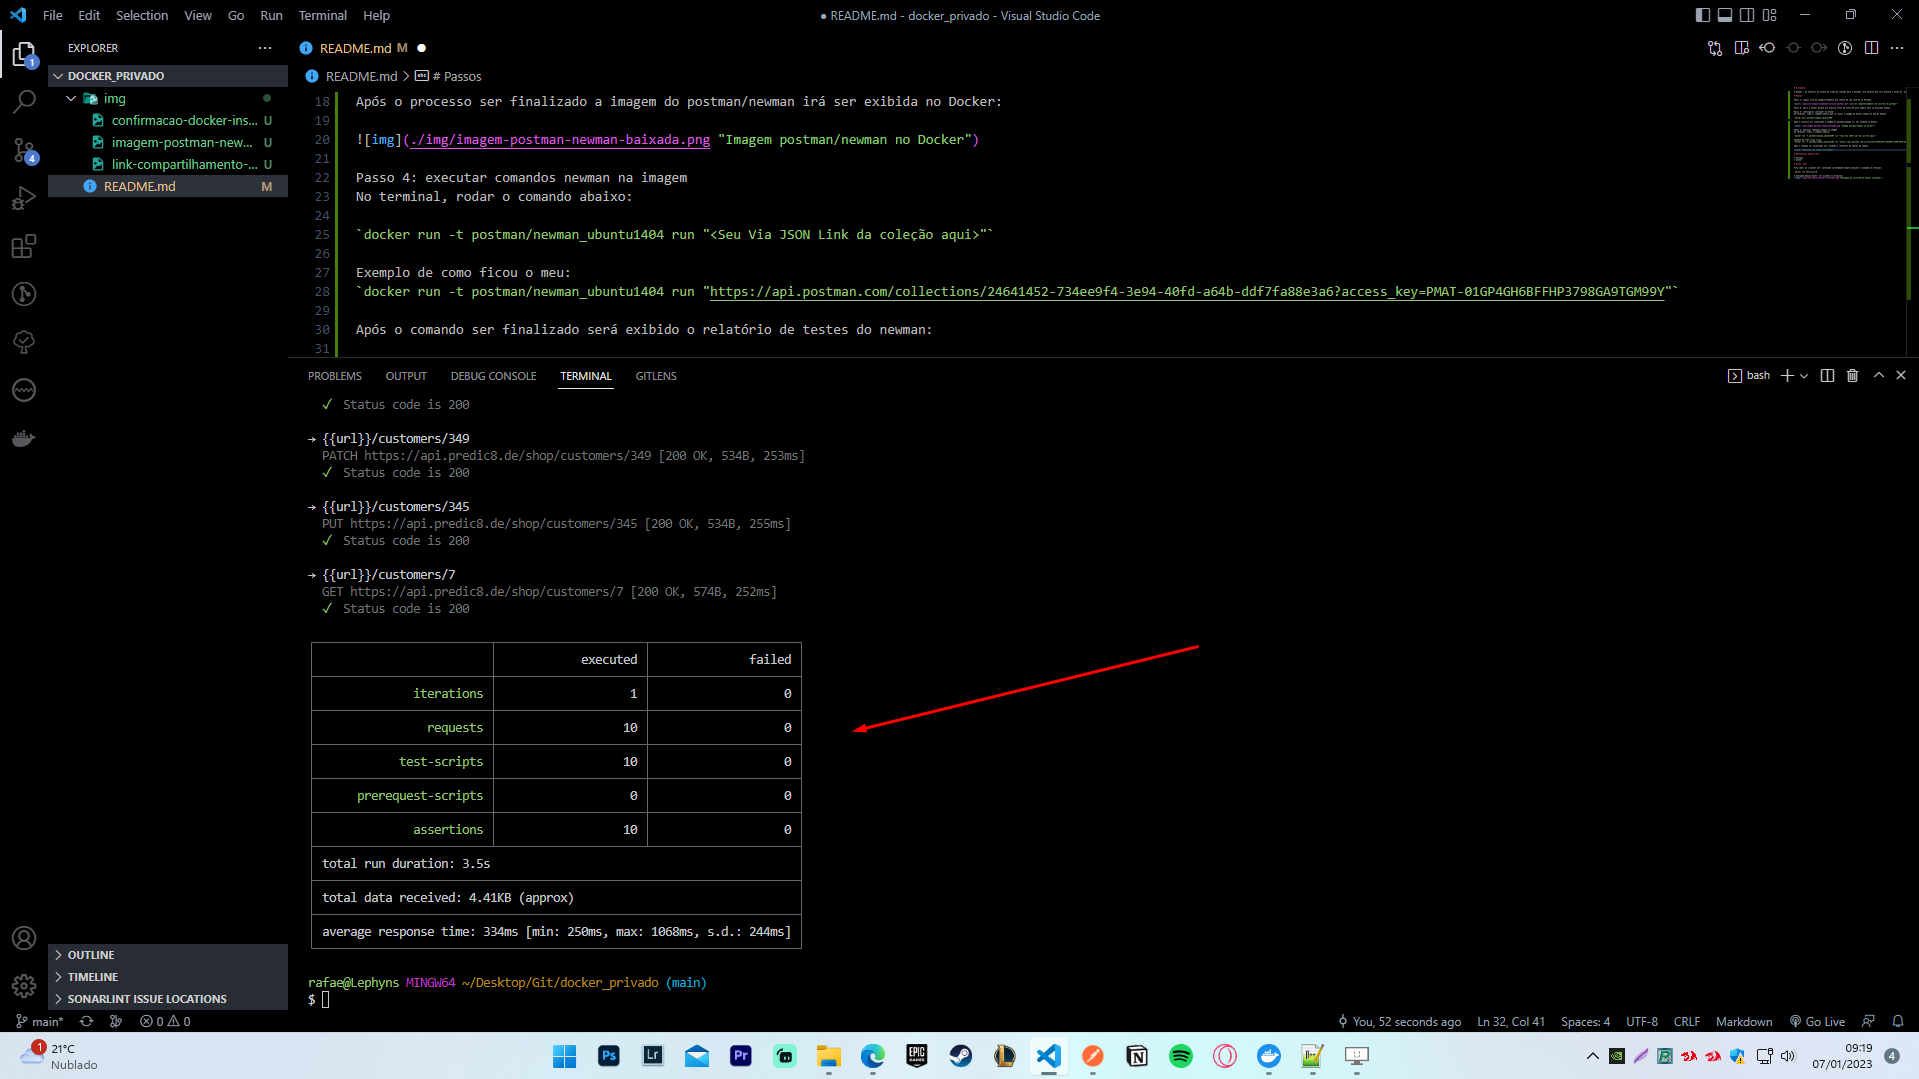 File Edit Selection View Go Run Terminal Help
● README.md - docker_privado - Visual Studio Code
EXPLORER
DOCKER_PRIVADO
img
confirmacao-docker-ins... U
imagem-postman-new... U
link-compartilhamento-... U
README.md M
1
4
README.md M
README.md > # Passos
18 Após o processo ser finalizado a imagem do postman/newman irá ser exibida no Docker:
19
20 ![img](./img/imagem-postman-newman-baixada.png "Imagem postman/newman no Docker")
21
22 Passo 4: executar comandos newman na imagem
23 No terminal, rodar o comando abaixo:
24
25 `docker run -t postman/newman_ubuntu1404 run "<Seu Via JSON Link da coleção aqui>"`
26
27 Exemplo de como ficou o meu:
28 `docker run -t postman/newman_ubuntu1404 run "https://api.postman.com/collections/24641452-734ee9f4-3e94-40fd-a64b-ddf7fa88e3a6?access_key=PMAT-01GP4GH6BFFHP3798GA9TGM99Y"`
29
30 Após o comando ser finalizado será exibido o relatório de testes do newman:
31
PROBLEMS OUTPUT DEBUG CONSOLE TERMINAL GITLENS
bash
✓ Status code is 200
→ {{url}}/customers/349
PATCH https://api.predic8.de/shop/customers/349 [200 OK, 534B, 253ms]
✓ Status code is 200
→ {{url}}/customers/345
PUT https://api.predic8.de/shop/customers/345 [200 OK, 534B, 255ms]
✓ Status code is 200
→ {{url}}/customers/7
GET https://api.predic8.de/shop/customers/7 [200 OK, 574B, 252ms]
✓ Status code is 200
executed failed
iterations 1 0
requests 10 0
test-scripts 10 0
prerequest-scripts 0 0
assertions 10 0
total run duration: 3.5s
total data received: 4.41KB (approx)
average response time: 334ms [min: 250ms, max: 1068ms, s.d.: 244ms]
rafae@Lephyns MINGW64 ~/Desktop/Git/docker_privado (main)
$
OUTLINE
TIMELINE
SONARLINT ISSUE LOCATIONS
main* 0 0
You, 52 seconds ago Ln 32, Col 41 Spaces: 4 UTF-8 CRLF Markdown Go Live
1
21°C
Nublado
Ps
Lr
Pr
EPIC GAMES
09:19
07/01/2023
4